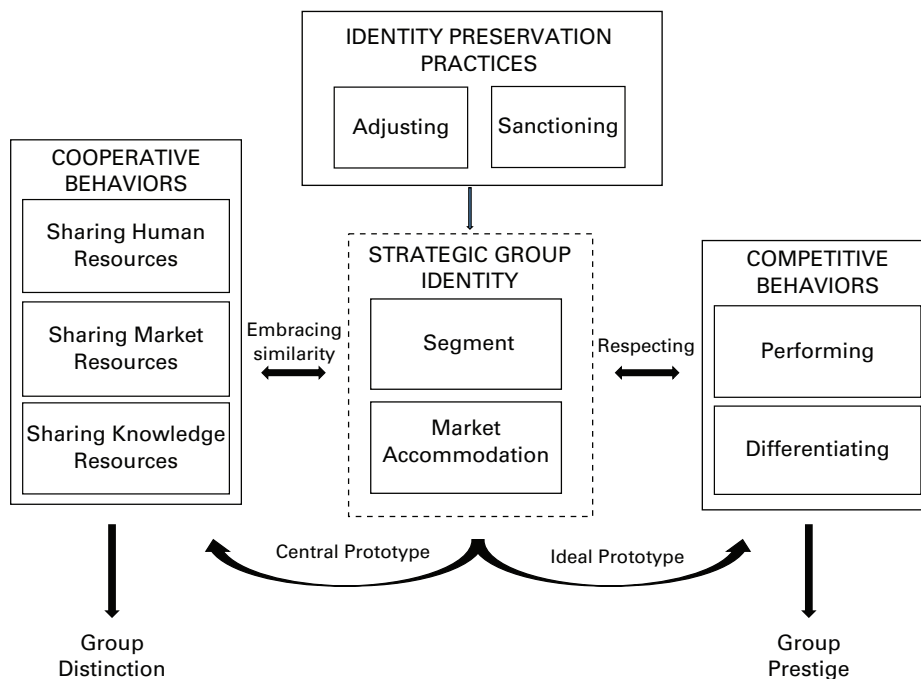 IDENTITY PRESERVATION
PRACTICES
Adjusting
Sanctioning
COOPERATIVE
BEHAVIORS
Sharing Human
Resources
Sharing Market
Resources
Sharing Knowledge
Resources
Embracing
similarity
STRATEGIC GROUP
IDENTITY
Segment
Market
Accommodation
Respecting
COMPETITIVE
BEHAVIORS
Performing
Differentiating
Central Prototype
Ideal Prototype
Group
Distinction
Group
Prestige